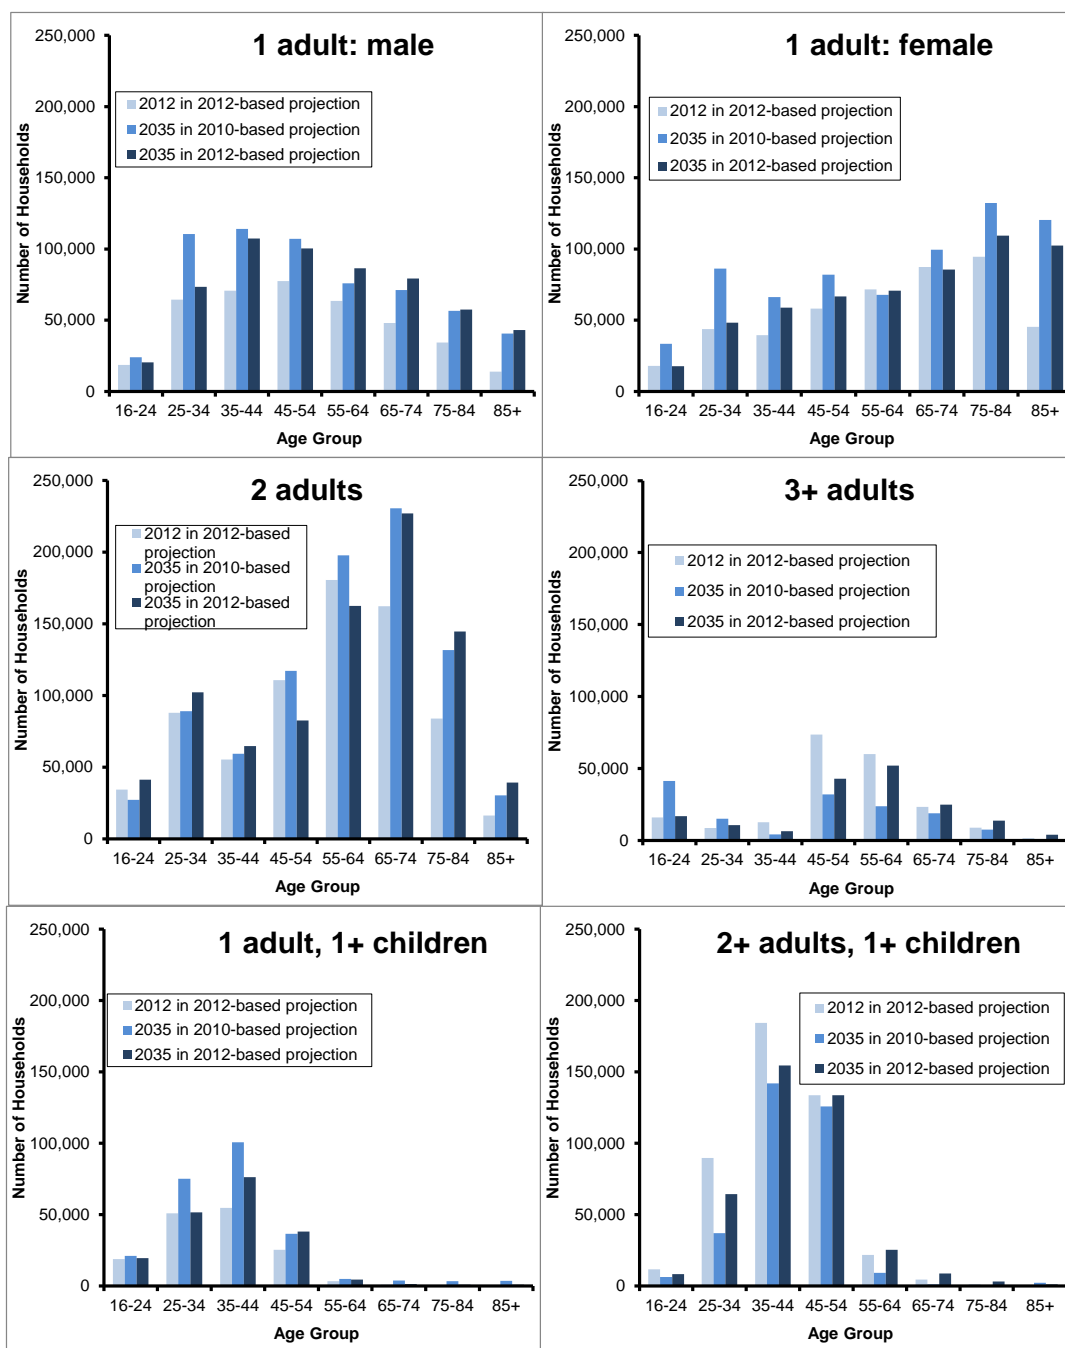 1 adult: male
250,000
200,000
150,000
100,000
50,000
0
Number of Households
2012 in 2012-based projection
2035 in 2010-based projection
2035 in 2012-based projection
16-24 25-34 35-44 45-54 55-64 65-74 75-84 85+
Age Group
1 adult: female
250,000
200,000
150,000
100,000
50,000
0
Number of Households
2012 in 2012-based projection
2035 in 2010-based projection
2035 in 2012-based projection
16-24 25-34 35-44 45-54 55-64 65-74 75-84 85+
Age Group
2 adults
250,000
200,000
150,000
100,000
50,000
0
Number of Households
2012 in 2012-based
projection
2035 in 2010-based
projection
2035 in 2012-based
projection
16-24 25-34 35-44 45-54 55-64 65-74 75-84 85+
Age Group
3+ adults
250,000
200,000
150,000
100,000
50,000
0
Number of Households
2012 in 2012-based projection
2035 in 2010-based projection
2035 in 2012-based projection
16-24 25-34 35-44 45-54 55-64 65-74 75-84 85+
Age Group
1 adult, 1+ children
250,000
200,000
150,000
100,000
50,000
0
Number of Households
2012 in 2012-based projection
2035 in 2010-based projection
2035 in 2012-based projection
16-24 25-34 35-44 45-54 55-64 65-74 75-84 85+
Age Group
2+ adults, 1+ children
250,000
200,000
150,000
100,000
50,000
0
Number of Households
2012 in 2012-based projection
2035 in 2010-based projection
2035 in 2012-based projection
16-24 25-34 35-44 45-54 55-64 65-74 75-84 85+
Age Group